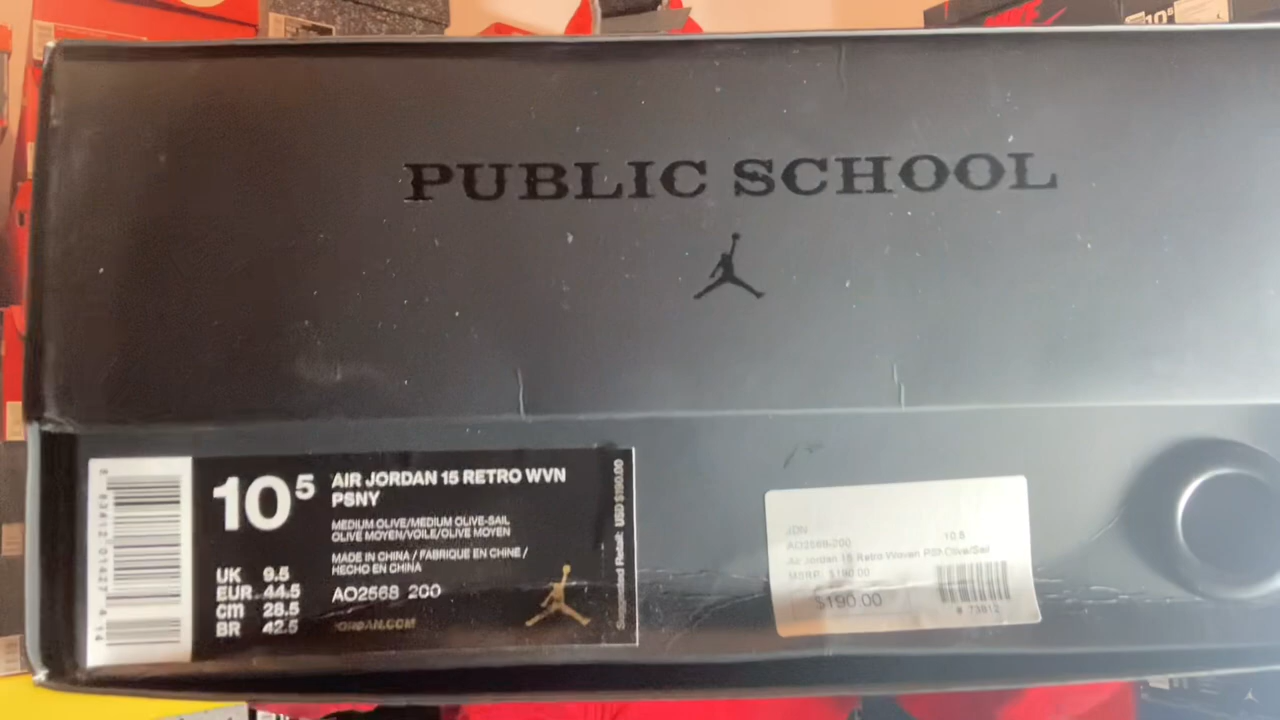 NIKE
10⁵
PUBLIC SCHOOL
10⁵
AIR JORDAN 15 RETRO WVN
PSNY
MEDIUM OLIVE/MEDIUM OLIVE-SAIL
OLIVE MOYEN/VOILE/OLIVE MOYEN
MADE IN CHINA / FABRIQUE EN CHINE /
HECHO EN CHINA
AO2568 200
JORDAN.COM
UK 9.5
EUR 44.5
cm 28.5
BR 42.5
Suggested Retail: USD $190.00
JDN
AO2568-200 10.5
Air Jordan 15 Retro Woven Olive/Sail
MSRP: $190.00
$190.00
# 73812